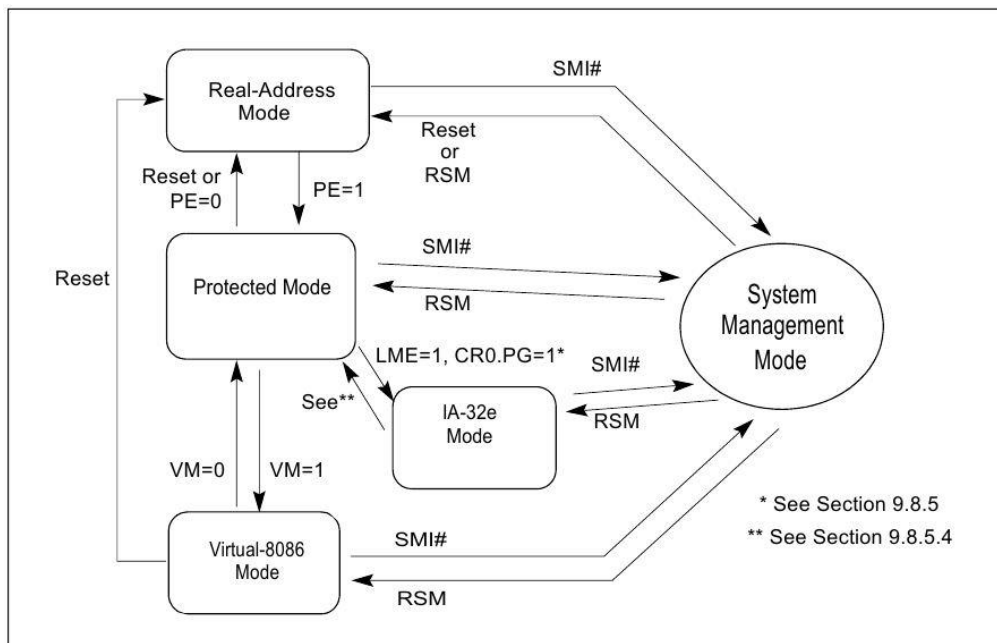 SMI#
Real-Address
Mode
Reset
or
RSM
Reset or
PE=0
PE=1
SMI#
Reset
Protected Mode
RSM
System
Management
Mode
LME=1, CR0.PG=1*
SMI#
See**
IA-32e
Mode
RSM
VM=0
VM=1
* See Section 9.8.5
** See Section 9.8.5.4
Virtual-8086
Mode
SMI#
RSM